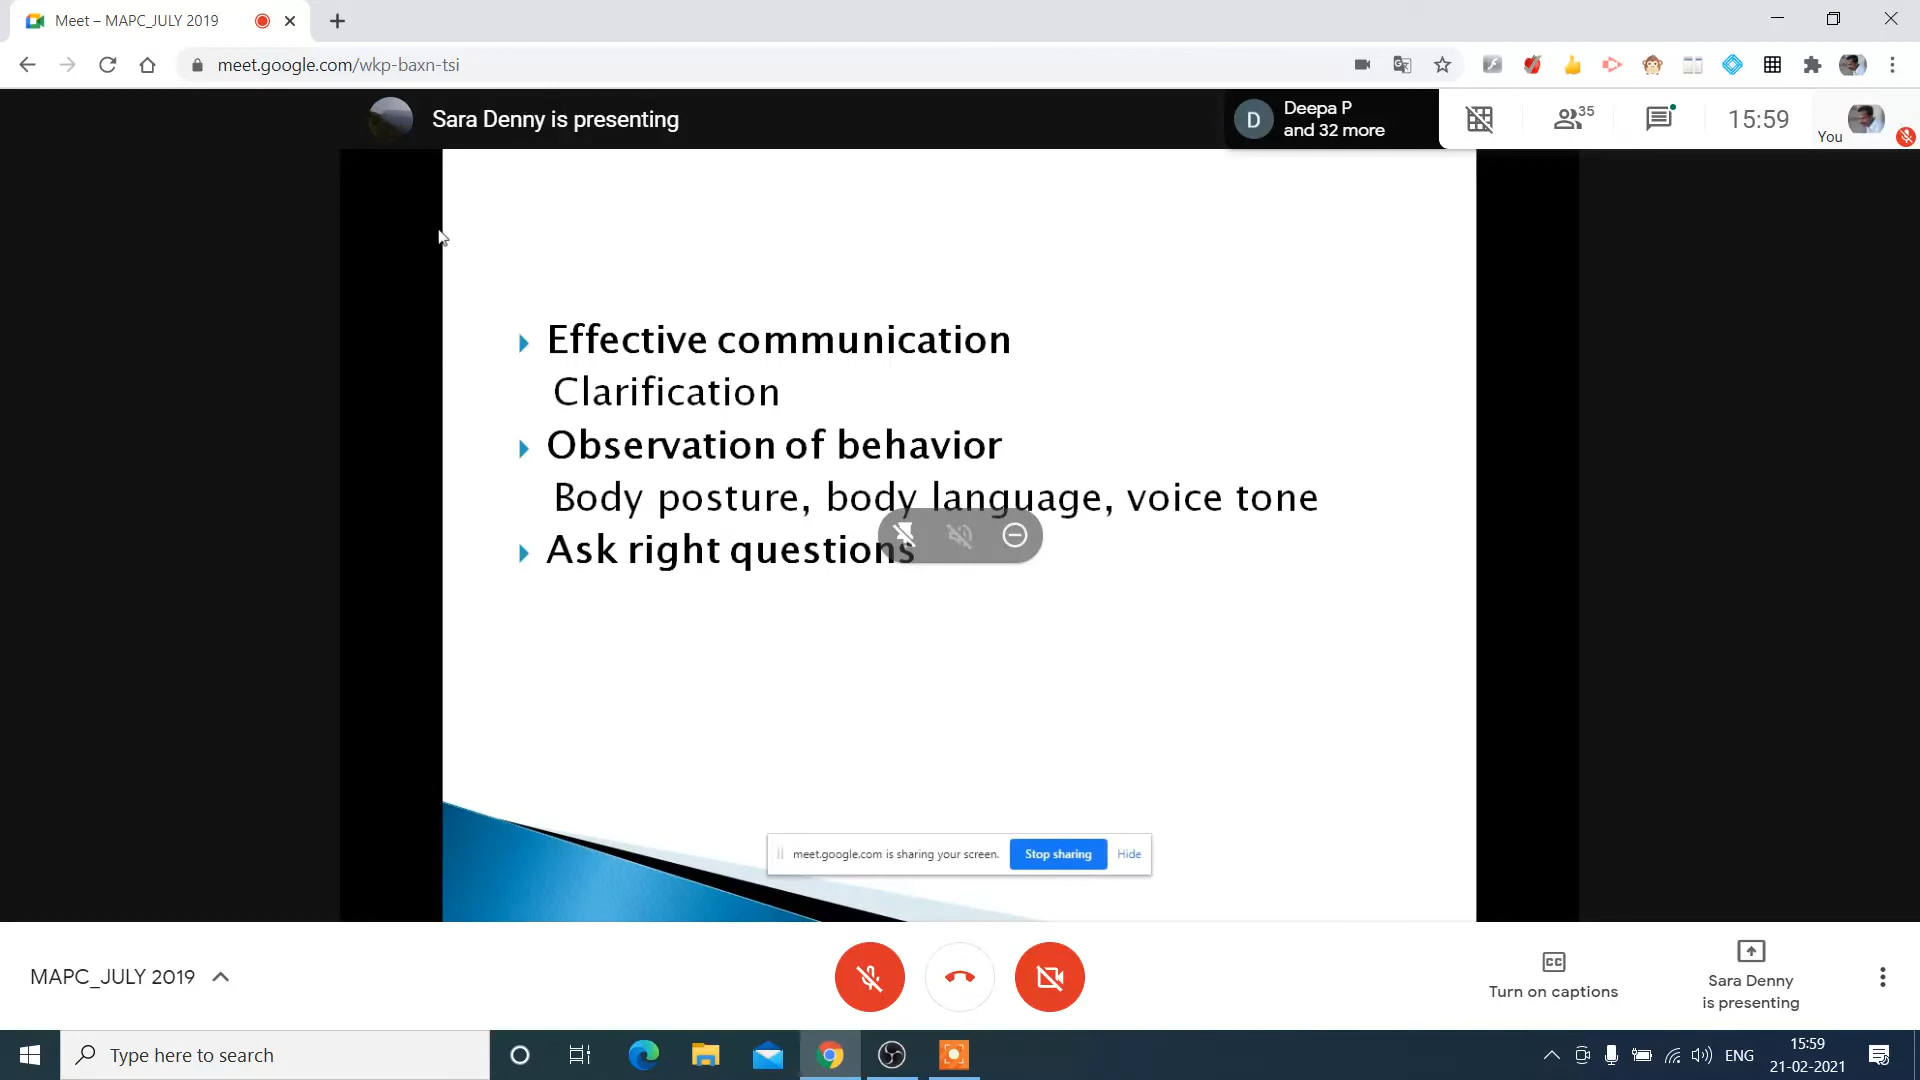 Meet – MAPC_JULY 2019
meet.google.com/wkp-baxn-tsi
Sara Denny is presenting
D
Deepa P
and 32 more
35
15:59
You
Effective communication
Clarification
Observation of behavior
Body posture, body language, voice tone
Ask right questions
meet.google.com is sharing your screen.
Stop sharing
Hide
MAPC_JULY 2019
CC
Turn on captions
Sara Denny
is presenting
Type here to search
ENG
15:59
21-02-2021